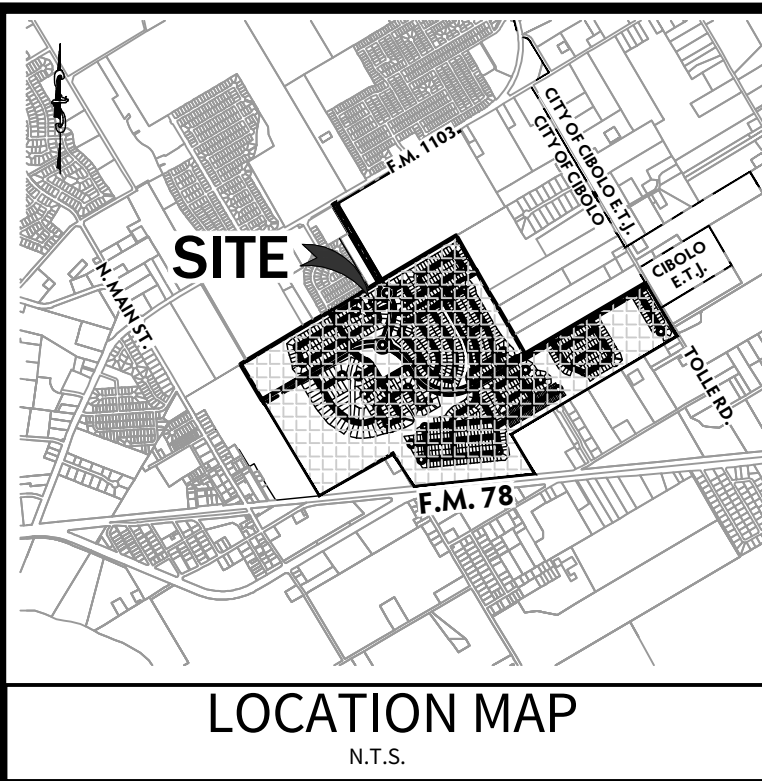 F.M. 1103
CITY OF CIBOLO E.T.J.
CITY OF CIBOLO
SITE
CIBOLO
E.T.J.
N. MAIN ST.
TOLLE RD.
F.M. 78
LOCATION MAP
N.T.S.